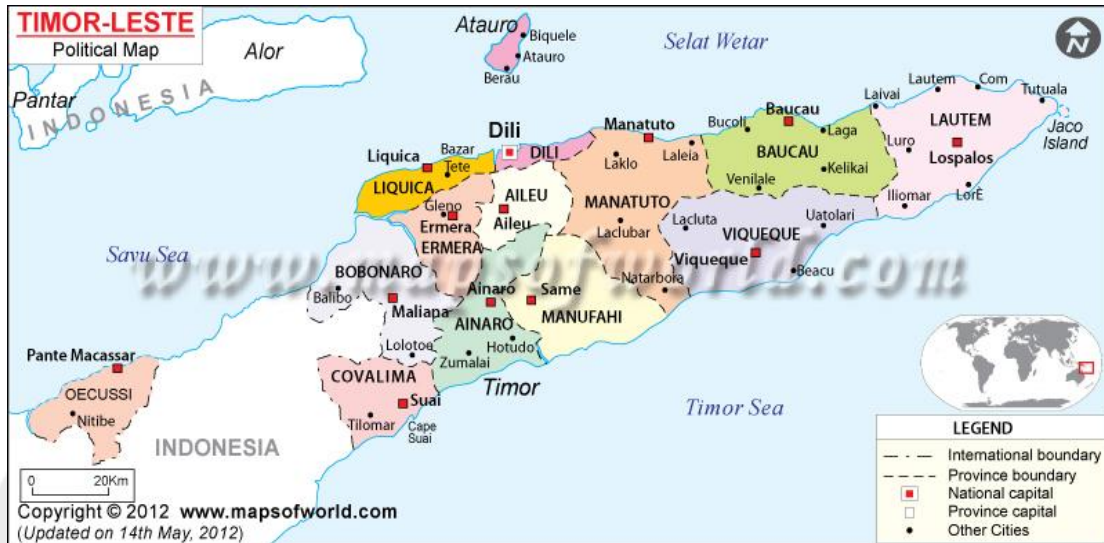 TIMOR-LESTE
Political Map
Pantar
Alor
INDONESIA
Atauro
Biquele
Atauro
Berau
Selat Wetar
N
Dili
DILI
Bazar
Liquica
Tete
LIQUICA
Manatuto
Laklo
Laleia
MANATUTO
Laclubar
Natarbora
Bucoli
Baucau
Laga
BAUCAU
Venilale
Kelikai
Laivai
Lautem
Com
Tutuala
Jaco
Island
LAUTEM
Luro
Lospalos
Iliomar
LorÉ
Gleno
Ermera
ERMERA
AILEU
Aileu
Lacluta
Uatolari
VIQUEQUE
Viqueque
Beacu
Savu Sea
www.mapsofworld.com
BOBONARO
Balibo
Maliapa
Lolotoe
Ainaro
AINARO
Hotudo
Zumalai
Same
MANUFAHI
Pante Macassar
OECUSSI
Nitibe
COVALIMA
Suai
Tilomar
Cape
Suai
Timor
Timor Sea
INDONESIA
0 20Km
Copyright © 2012 www.mapsofworld.com
(Updated on 14th May, 2012)
LEGEND
International boundary
Province boundary
National capital
Province capital
Other Cities